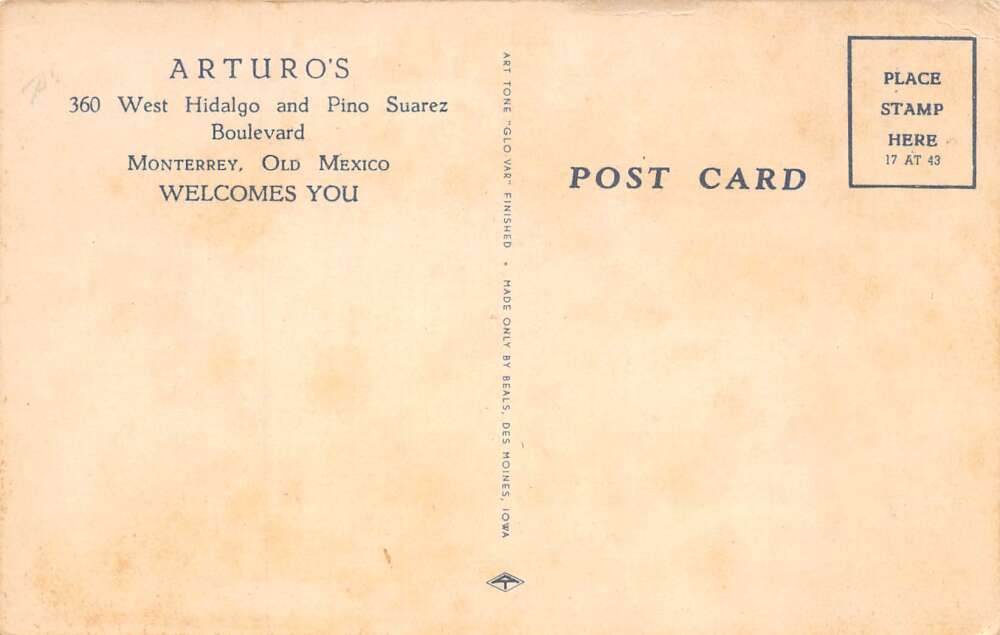 ARTURO'S
360 West Hidalgo and Pino Suarez
Boulevard
MONTERREY, OLD MEXICO
WELCOMES YOU
ART TONE "GLO-VAR" FINISHED • MADE ONLY BY BEALS, DES MOINES, IOWA
POST CARD
PLACE
STAMP
HERE
17 AT 43